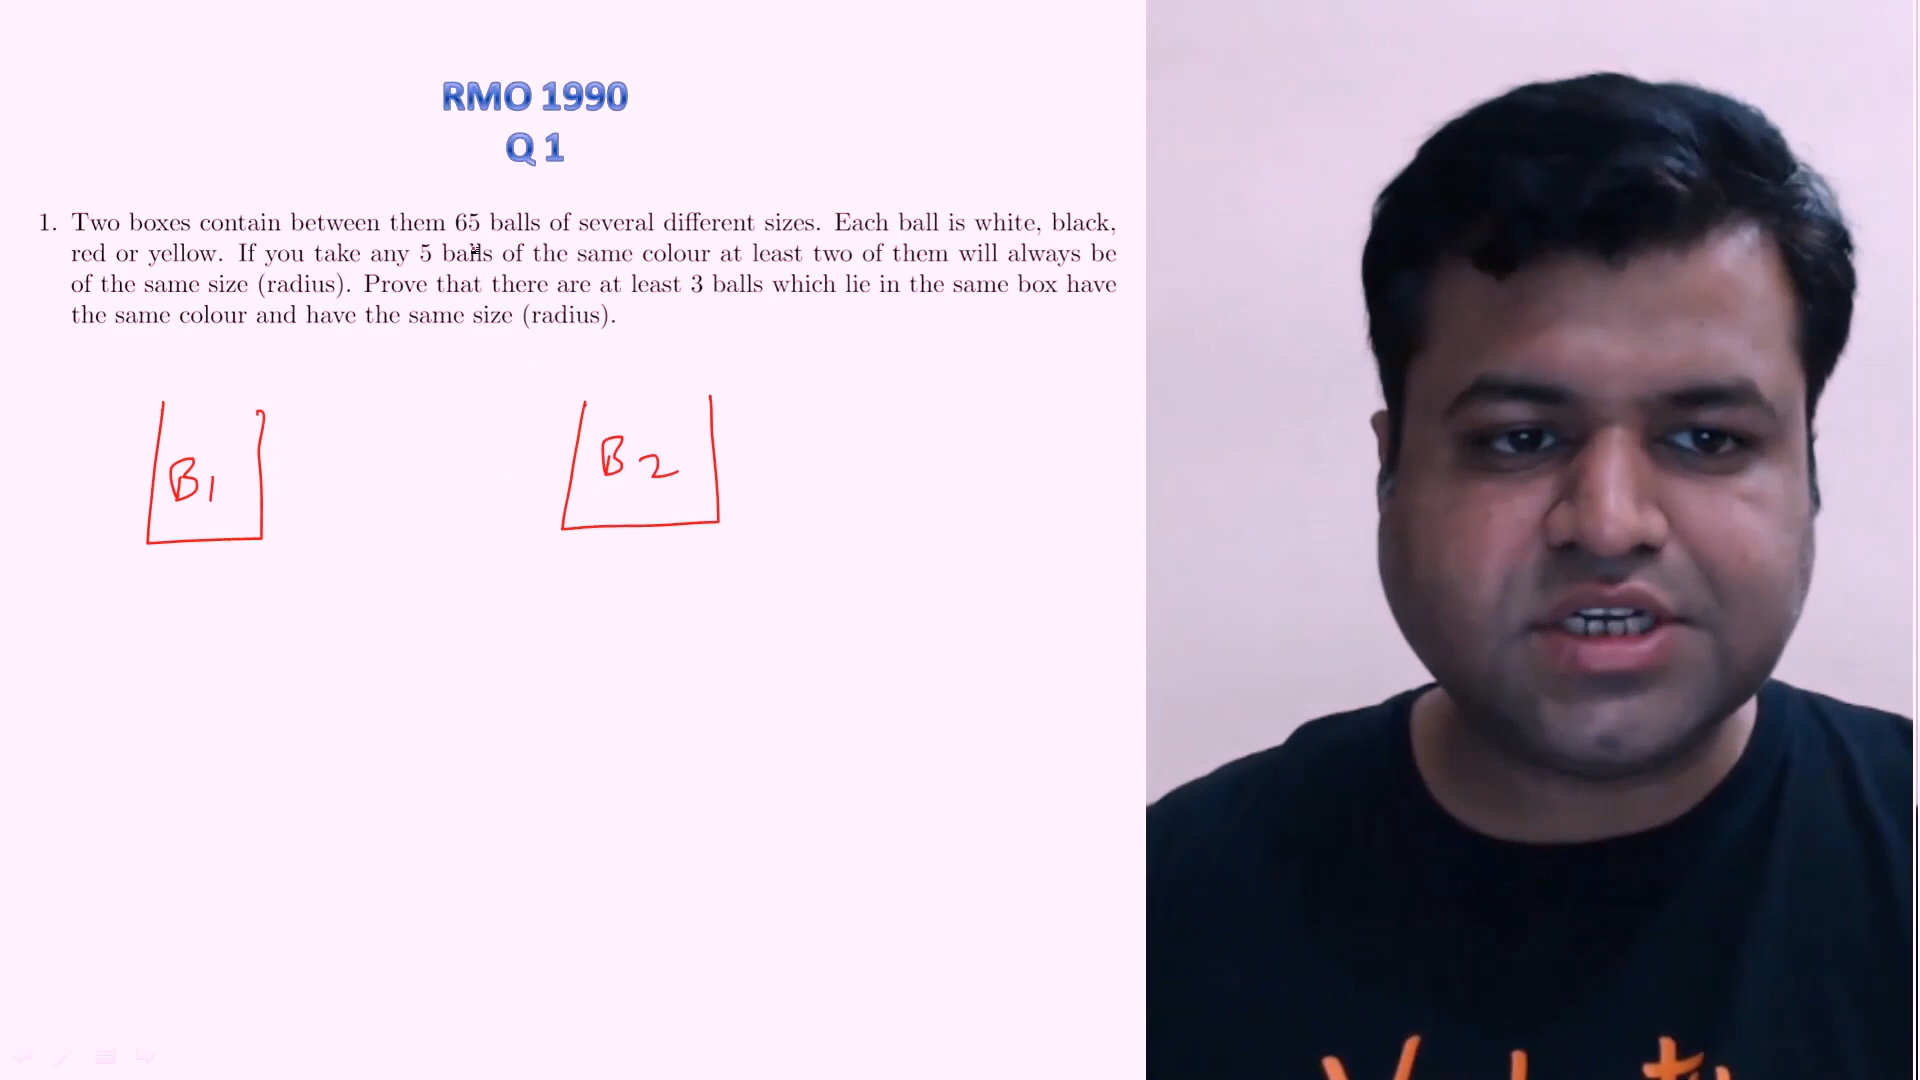 RMO 1990
Q 1
1. Two boxes contain between them 65 balls of several different sizes. Each ball is white, black,
red or yellow. If you take any 5 balls of the same colour at least two of them will always be
of the same size (radius). Prove that there are at least 3 balls which lie in the same box have
the same colour and have the same size (radius).
B1
B2